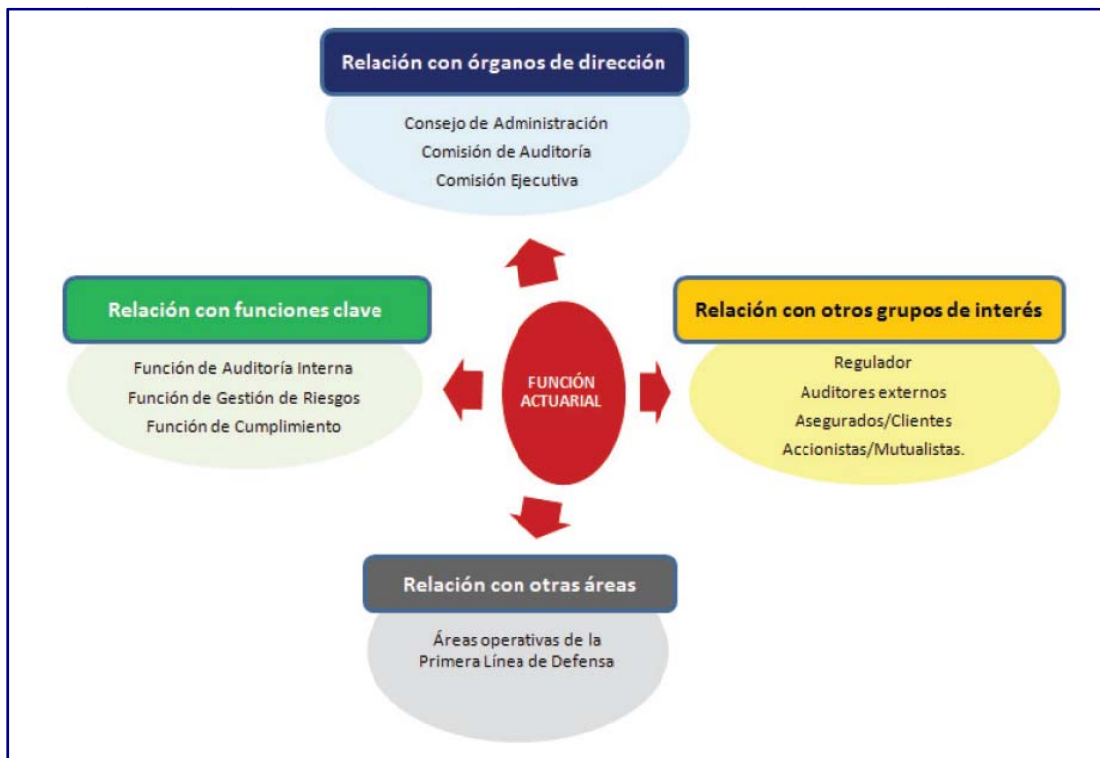 Relación con órganos de dirección
Consejo de Administración
Comisión de Auditoría
Comisión Ejecutiva
Relación con funciones clave
Función de Auditoría Interna
Función de Gestión de Riesgos
Función de Cumplimiento
FUNCIÓN
ACTUARIAL
Relación con otros grupos de interés
Regulador
Auditores externos
Asegurados/Clientes
Accionistas/Mutualistas.
Relación con otras áreas
Áreas operativas de la
Primera Línea de Defensa